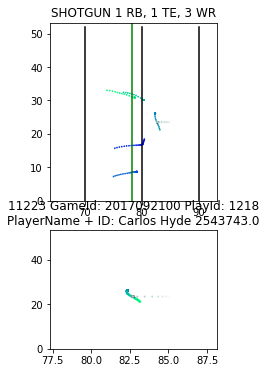 SHOTGUN 1 RB, 1 TE, 3 WR
50
40
30
20
10
0
70 80 90
11223 GameId: 2017092100 PlayId: 1218
PlayerName + ID: Carlos Hyde 2543743.0
40
20
0
77.5 80.0 82.5 85.0 87.5